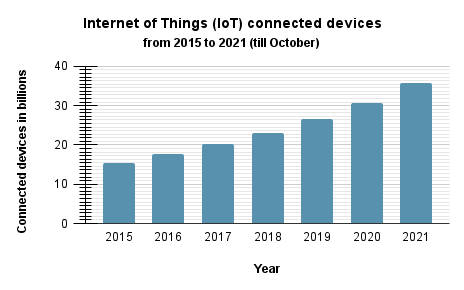 Internet of Things (IoT) connected devices
from 2015 to 2021 (till October)
Connected devices in billions
40
30
20
10
0
2015 2016 2017 2018 2019 2020 2021
Year